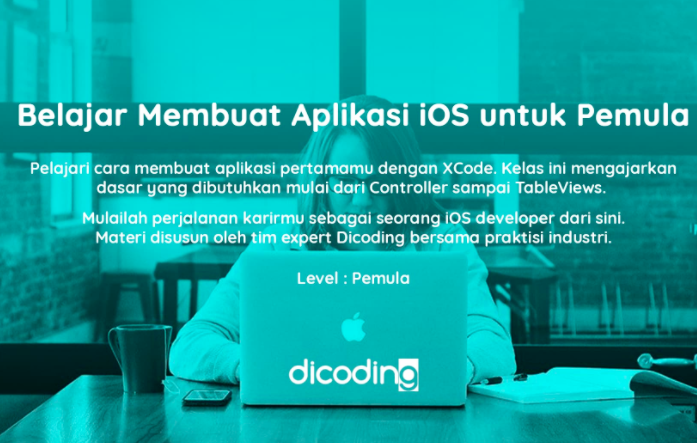 Belajar Membuat Aplikasi iOS untuk Pemula
Pelajari cara membuat aplikasi pertamamu dengan XCode. Kelas ini mengajarkan
dasar yang dibutuhkan mulai dari Controller sampai TableViews.
Mulailah perjalanan karirmu sebagai seorang iOS developer dari sini.
Materi disusun oleh tim expert Dicoding bersama praktisi industri.
Level : Pemula
dicoding